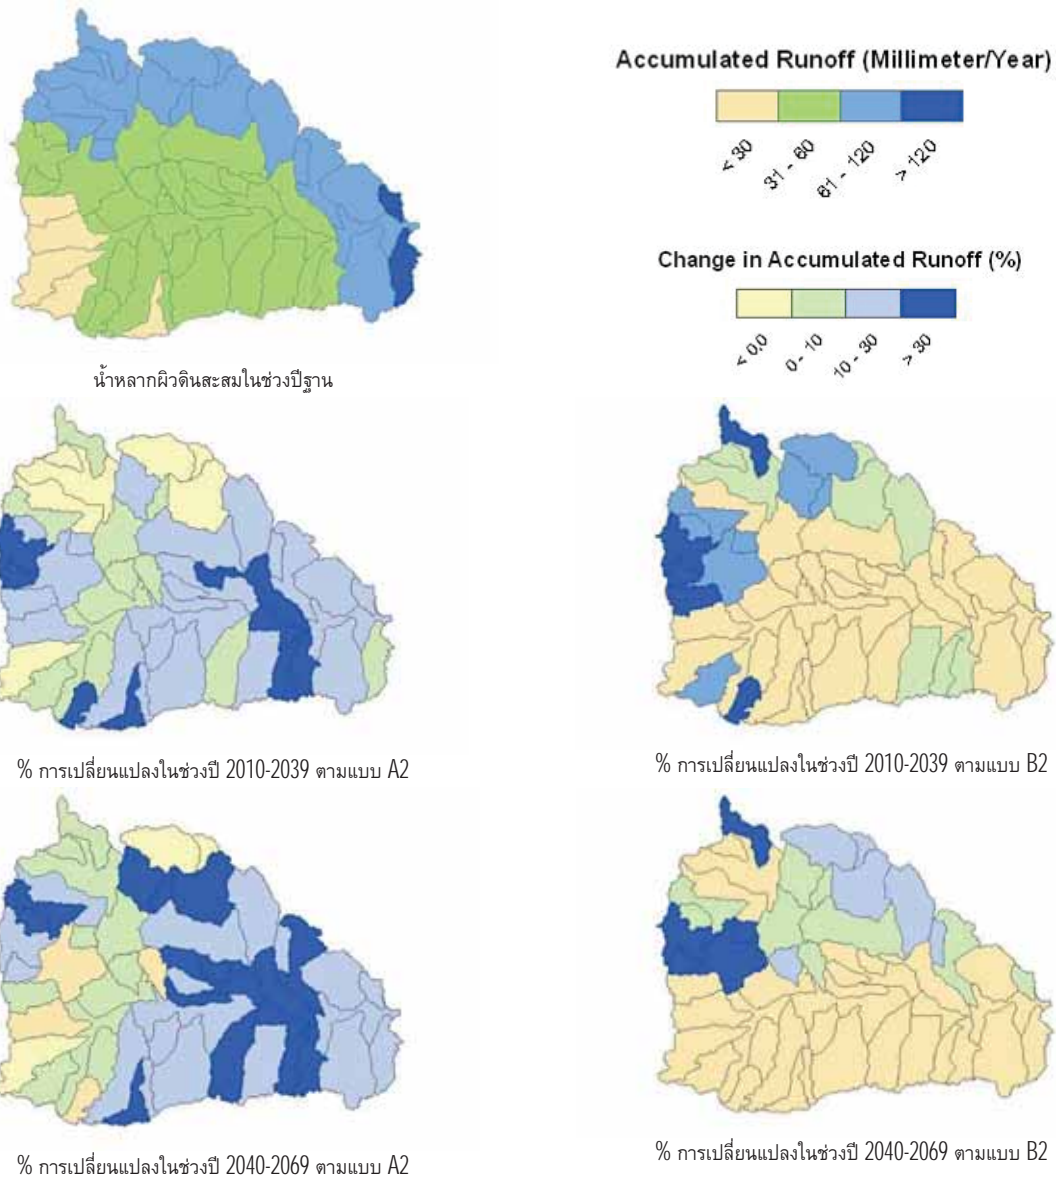 Accumulated Runoff (Millimeter/Year)
< 30
31 - 60
61 - 120
> 120
Change in Accumulated Runoff (%)
< 0.0
0 - 10
10 - 30
> 30
น้ำหลากผิวดินสะสมในช่วงปีฐาน
% การเปลี่ยนแปลงในช่วงปี 2010-2039 ตามแบบ A2
% การเปลี่ยนแปลงในช่วงปี 2010-2039 ตามแบบ B2
% การเปลี่ยนแปลงในช่วงปี 2040-2069 ตามแบบ A2
% การเปลี่ยนแปลงในช่วงปี 2040-2069 ตามแบบ B2